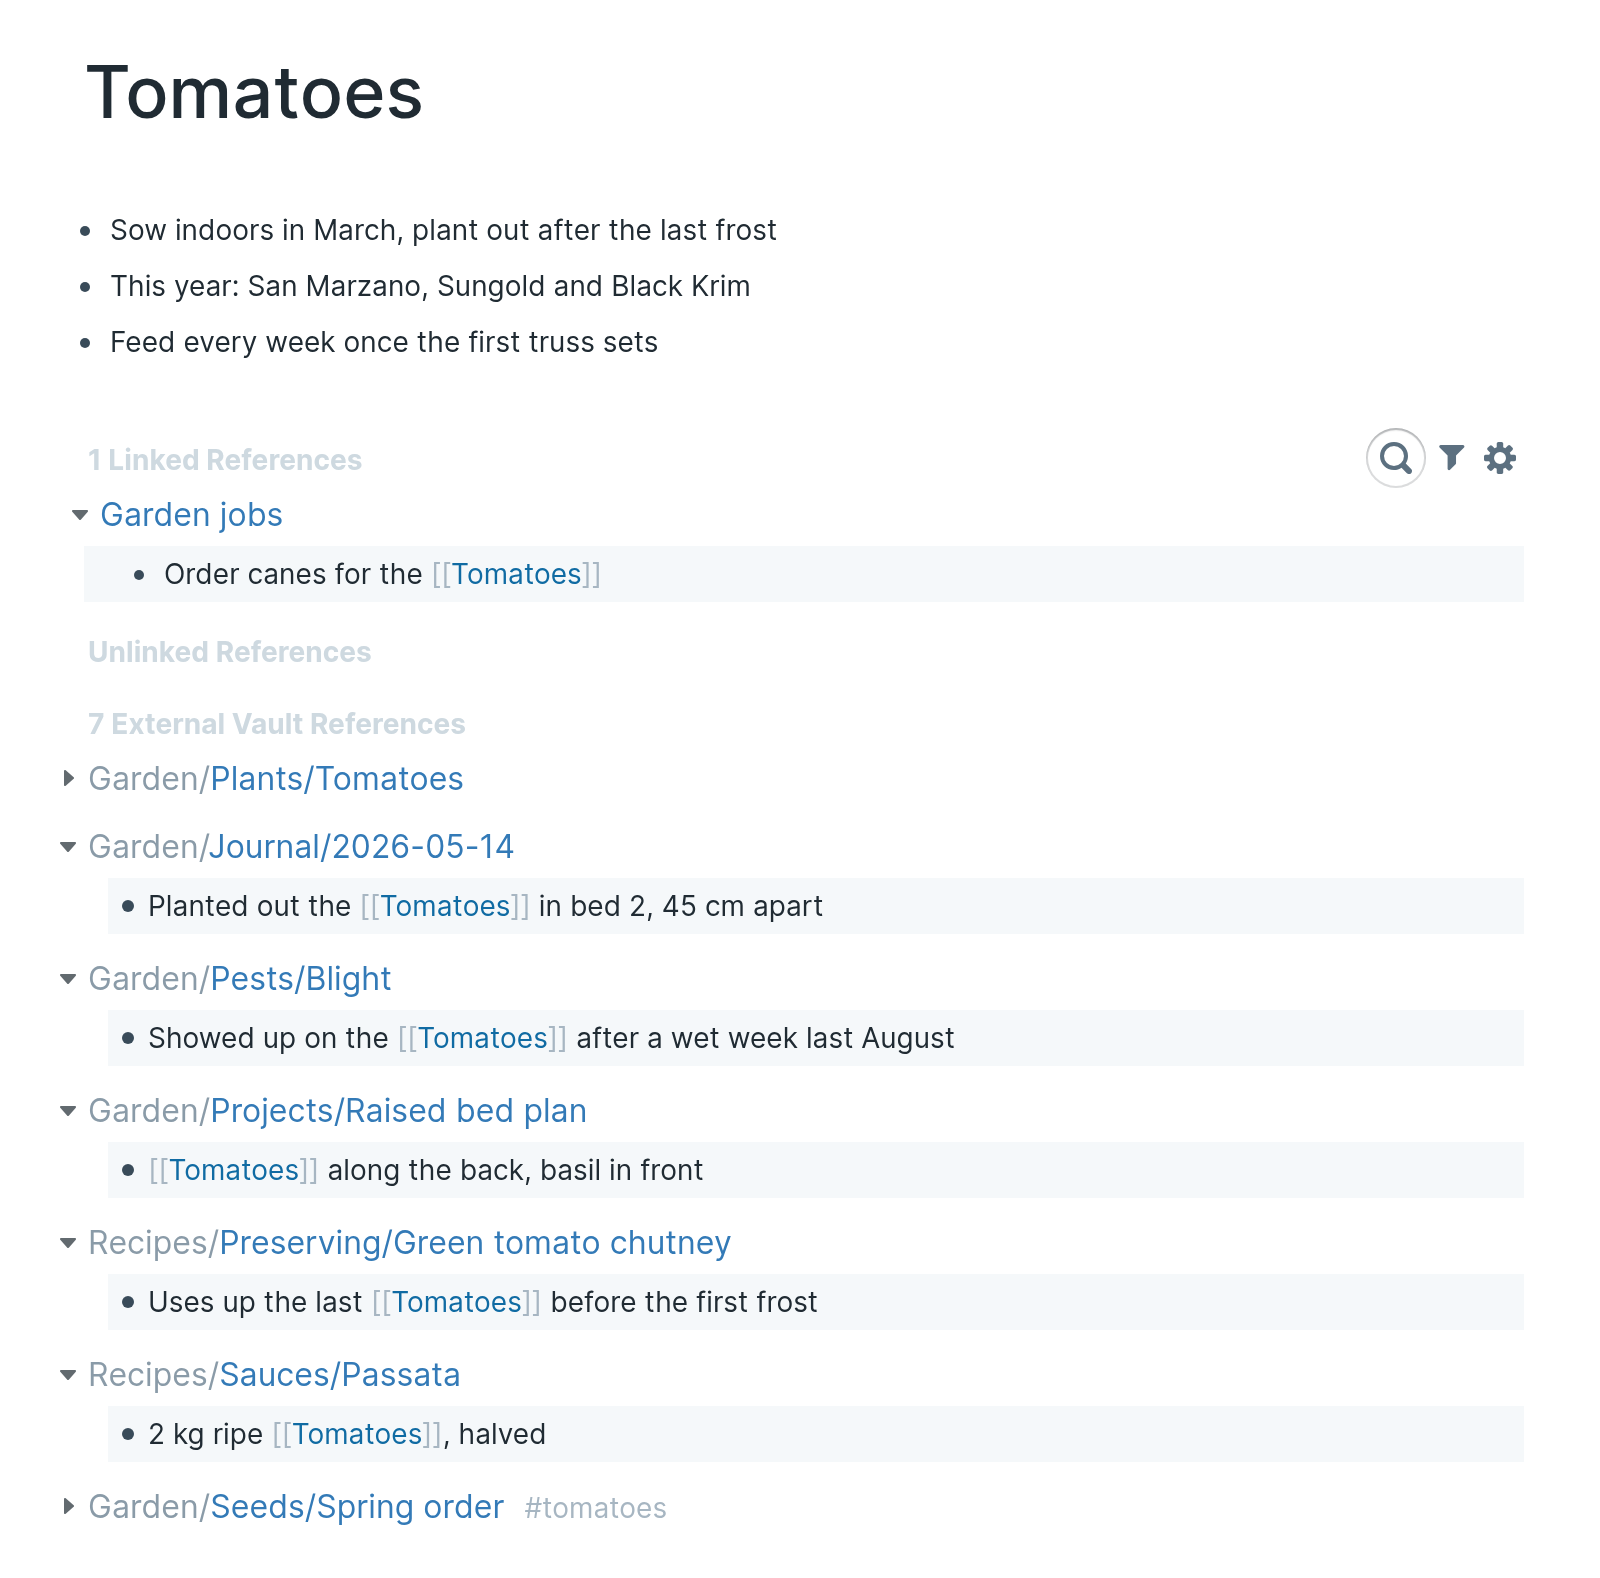 Tomatoes
Sow indoors in March, plant out after the last frost
This year: San Marzano, Sungold and Black Krim
Feed every week once the first truss sets
1 Linked References
Garden jobs
Order canes for the [[Tomatoes]]
Unlinked References
7 External Vault References
Garden/Plants/Tomatoes
Garden/Journal/2026-05-14
Planted out the [[Tomatoes]] in bed 2, 45 cm apart
Garden/Pests/Blight
Showed up on the [[Tomatoes]] after a wet week last August
Garden/Projects/Raised bed plan
[[Tomatoes]] along the back, basil in front
Recipes/Preserving/Green tomato chutney
Uses up the last [[Tomatoes]] before the first frost
Recipes/Sauces/Passata
2 kg ripe [[Tomatoes]], halved
Garden/Seeds/Spring order #tomatoes